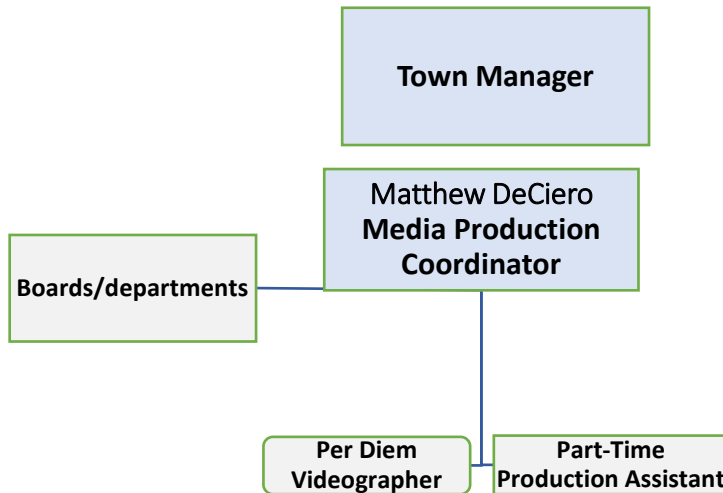 Town Manager
Matthew DeCiero
Media Production
Coordinator
Boards/departments
Per Diem
Videographer
Part-Time
Production Assistant